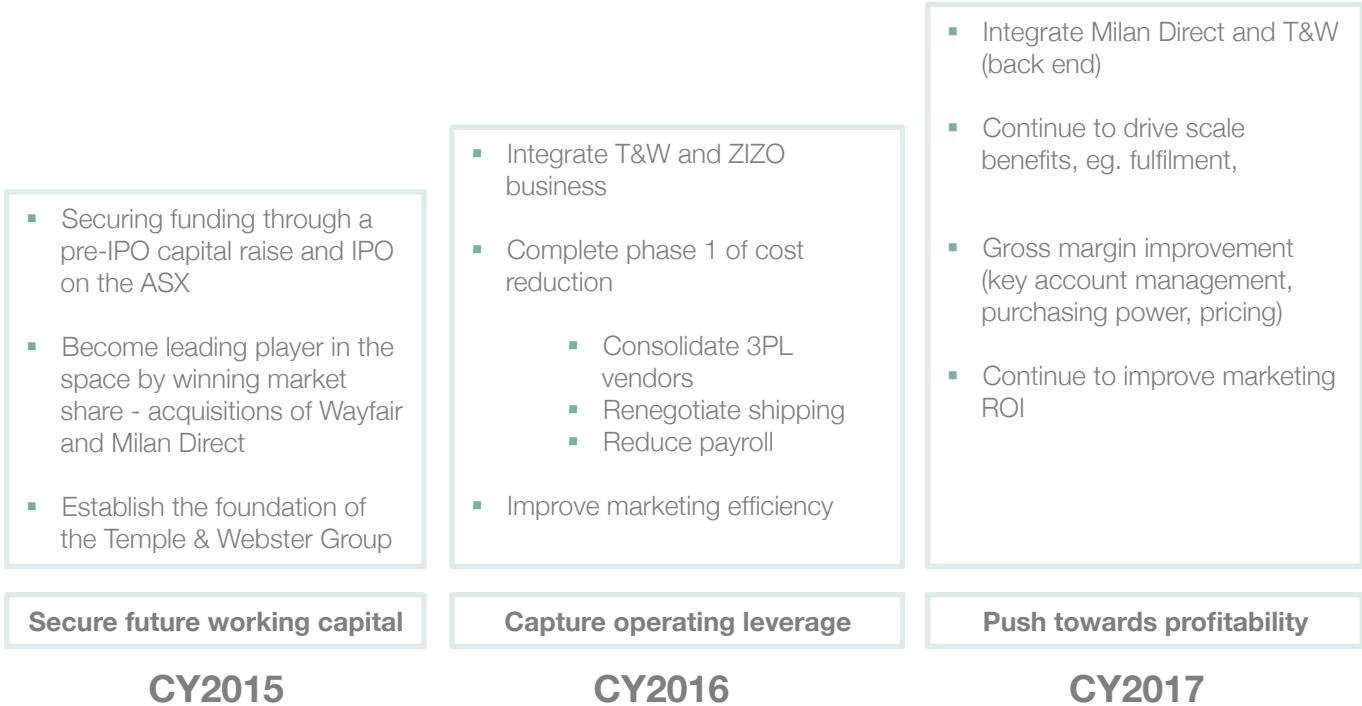 ▪ Securing funding through a
pre-IPO capital raise and IPO
on the ASX
▪ Become leading player in the
space by winning market
share - acquisitions of Wayfair
and Milan Direct
▪ Establish the foundation of
the Temple & Webster Group
Secure future working capital
CY2015
▪ Integrate T&W and ZIZO
business
▪ Complete phase 1 of cost
reduction
▪ Consolidate 3PL
vendors
▪ Renegotiate shipping
▪ Reduce payroll
▪ Improve marketing efficiency
Capture operating leverage
CY2016
▪ Integrate Milan Direct and T&W
(back end)
▪ Continue to drive scale
benefits, eg. fulfilment,
▪ Gross margin improvement
(key account management,
purchasing power, pricing)
▪ Continue to improve marketing
ROI
Push towards profitability
CY2017